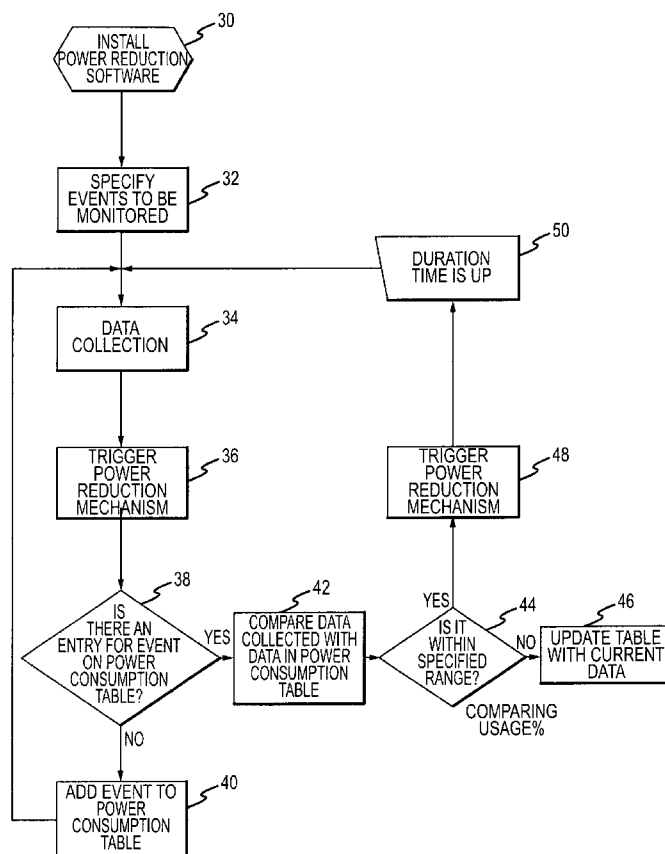 30
INSTALL
POWER REDUCTION
SOFTWARE
32
SPECIFY
EVENTS TO BE
MONITORED
50
DURATION
TIME IS UP
34
DATA
COLLECTION
36
TRIGGER
POWER
REDUCTION
MECHANISM
48
TRIGGER
POWER
REDUCTION
MECHANISM
38
IS
THERE AN
ENTRY FOR EVENT
ON POWER
CONSUMPTION
TABLE?
YES
42
COMPARE DATA
COLLECTED WITH
DATA IN POWER
CONSUMPTION
TABLE
YES
44
IS IT
WITHIN
SPECIFIED
RANGE?
NO
46
UPDATE TABLE
WITH CURRENT
DATA
COMPARING
USAGE%
NO
40
ADD EVENT TO
POWER
CONSUMPTION
TABLE